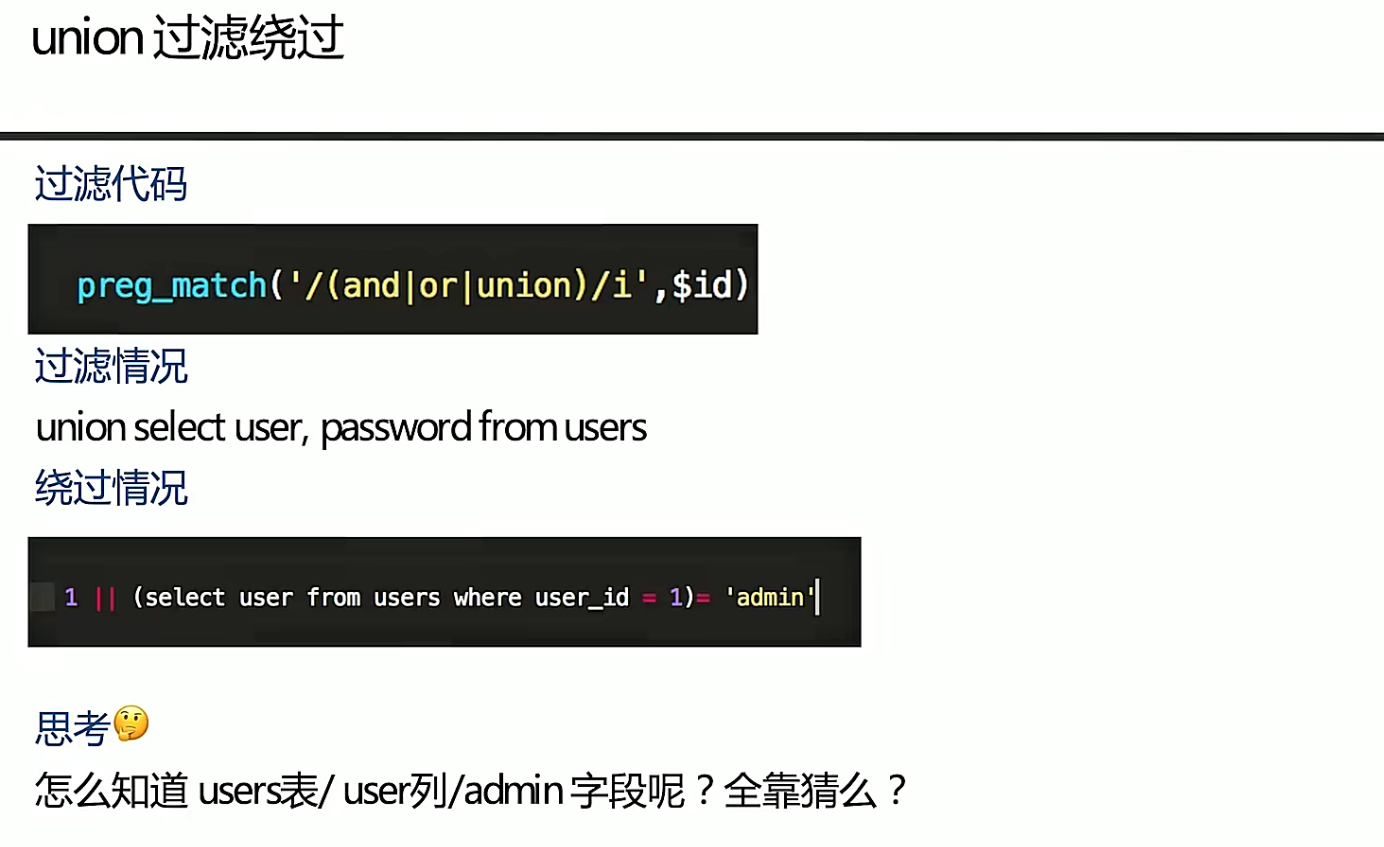 union 过滤绕过
过滤代码
preg_match('/(and|or|union)/i',$id)
过滤情况
union select user, password from users
绕过情况
1 || (select user from users where user_id = 1)= 'admin'
思考🤔
怎么知道 users表/ user列/admin 字段呢？全靠猜么？